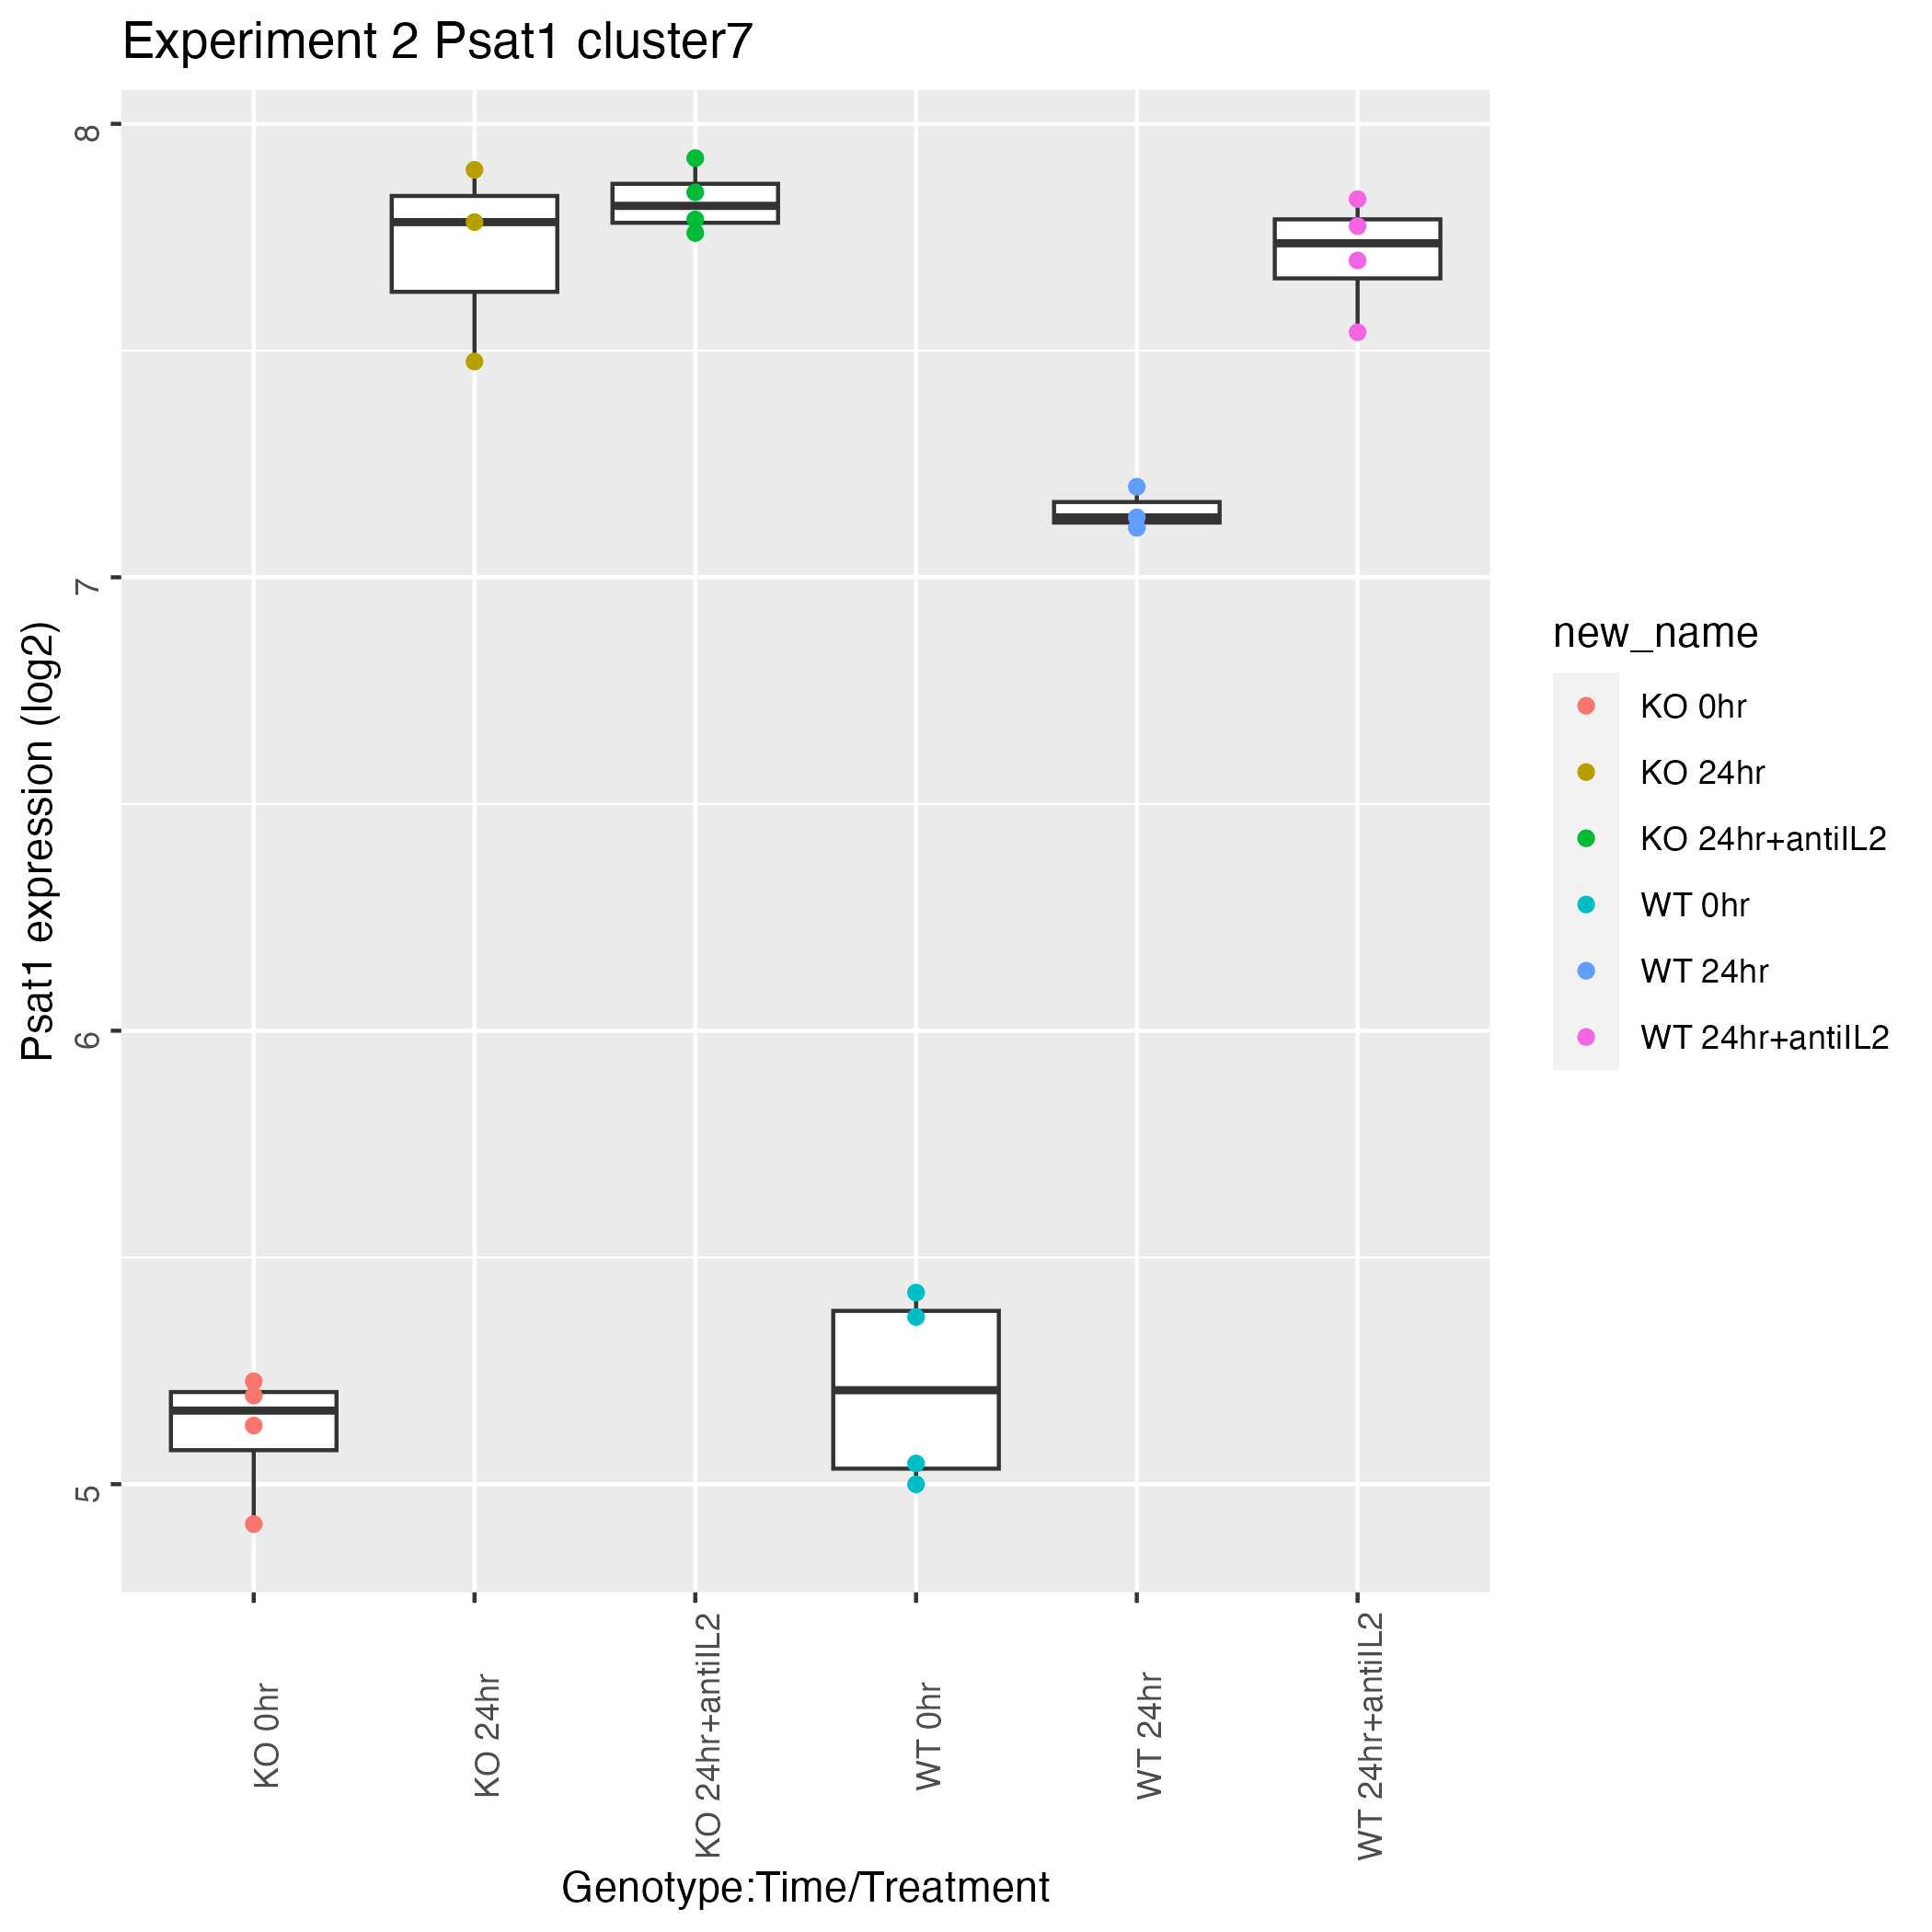 Experiment 2 Psat1 cluster7
8
7
6
5
Psat1 expression (log2)
KO 0hr
KO 24hr
KO 24hr+antiIL2
WT 0hr
WT 24hr
WT 24hr+antiIL2
Genotype:Time/Treatment
new_name
KO 0hr
KO 24hr
KO 24hr+antiIL2
WT 0hr
WT 24hr
WT 24hr+antiIL2